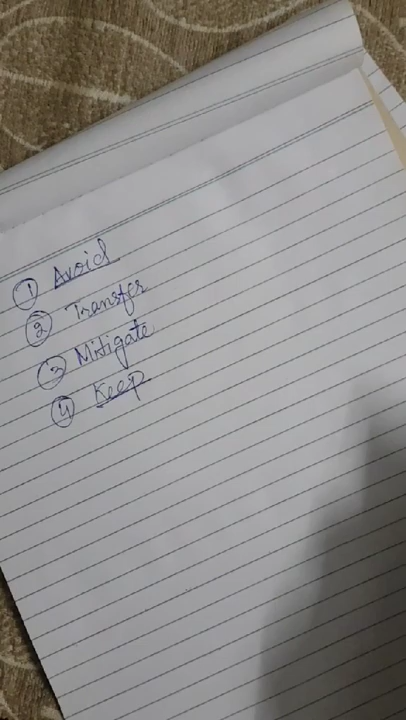 ① Avoid
② Transfer
③ Mitigate
④ Keep